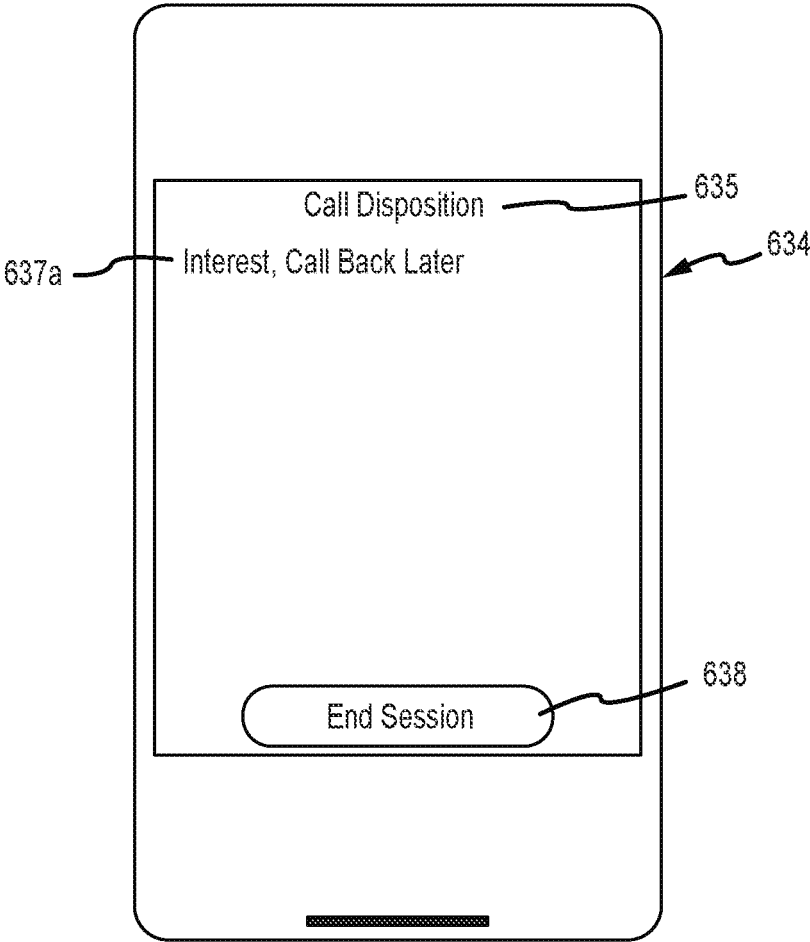 Call Disposition
635
634
637a
Interest, Call Back Later
638
End Session